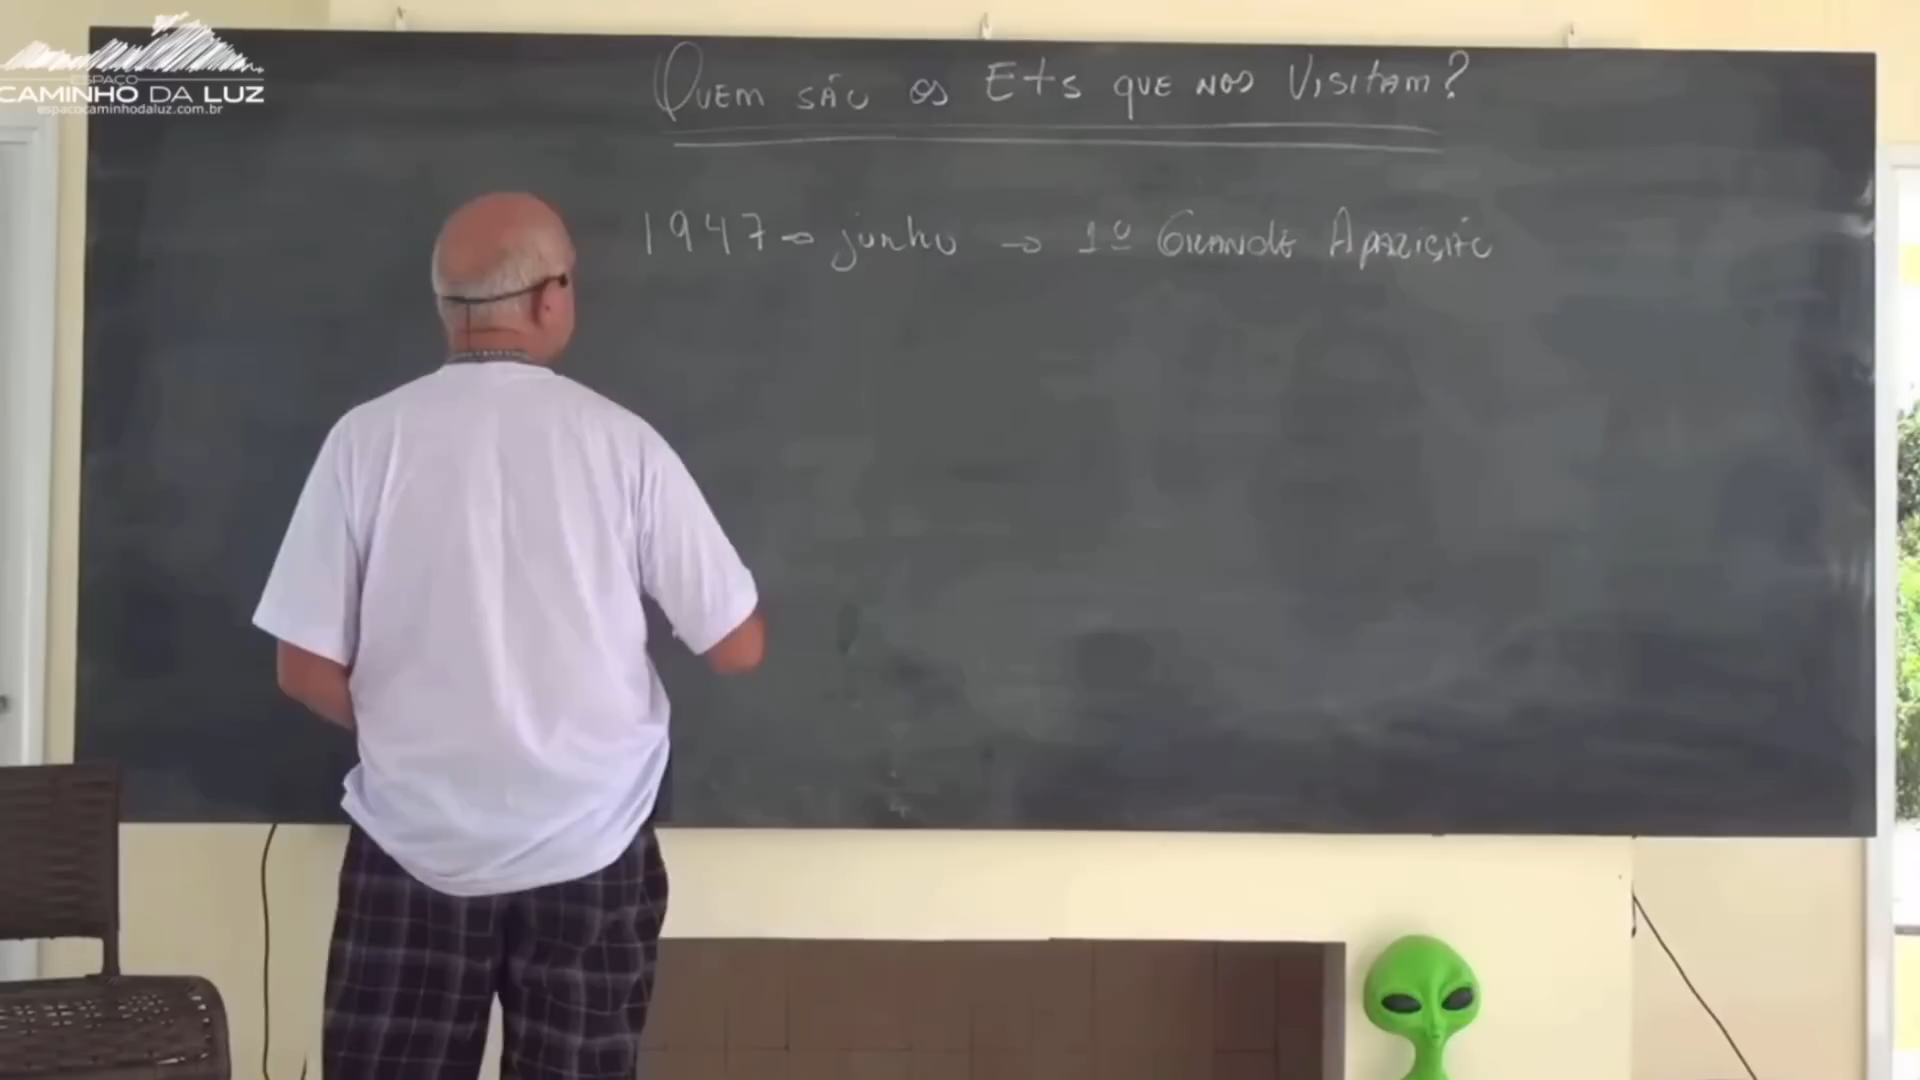 ESPAÇO
CAMINHO DA LUZ
espacocaminhodaluz.com.br
Quem são os Ets que nos Visitam?
1947 → junho → 1º Grande Aparição